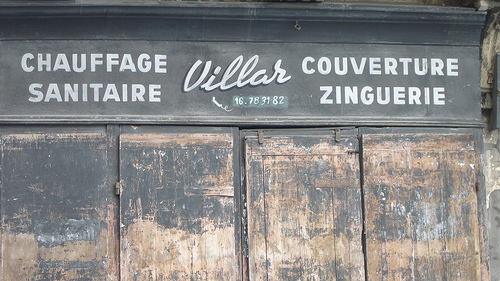 CHAUFFAGE Villar COUVERTURE
SANITAIRE 16.78 91 82 ZINGUERIE